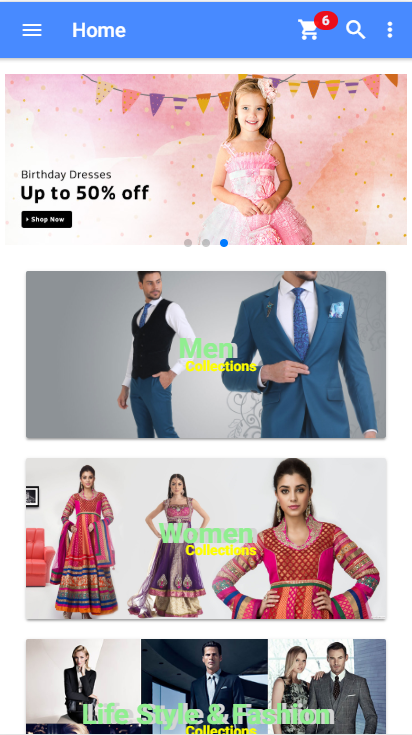 Home
6
Birthday Dresses
Up to 50% off
Shop Now
Men
Collections
Women
Collections
Life Style & Fashion
Collections